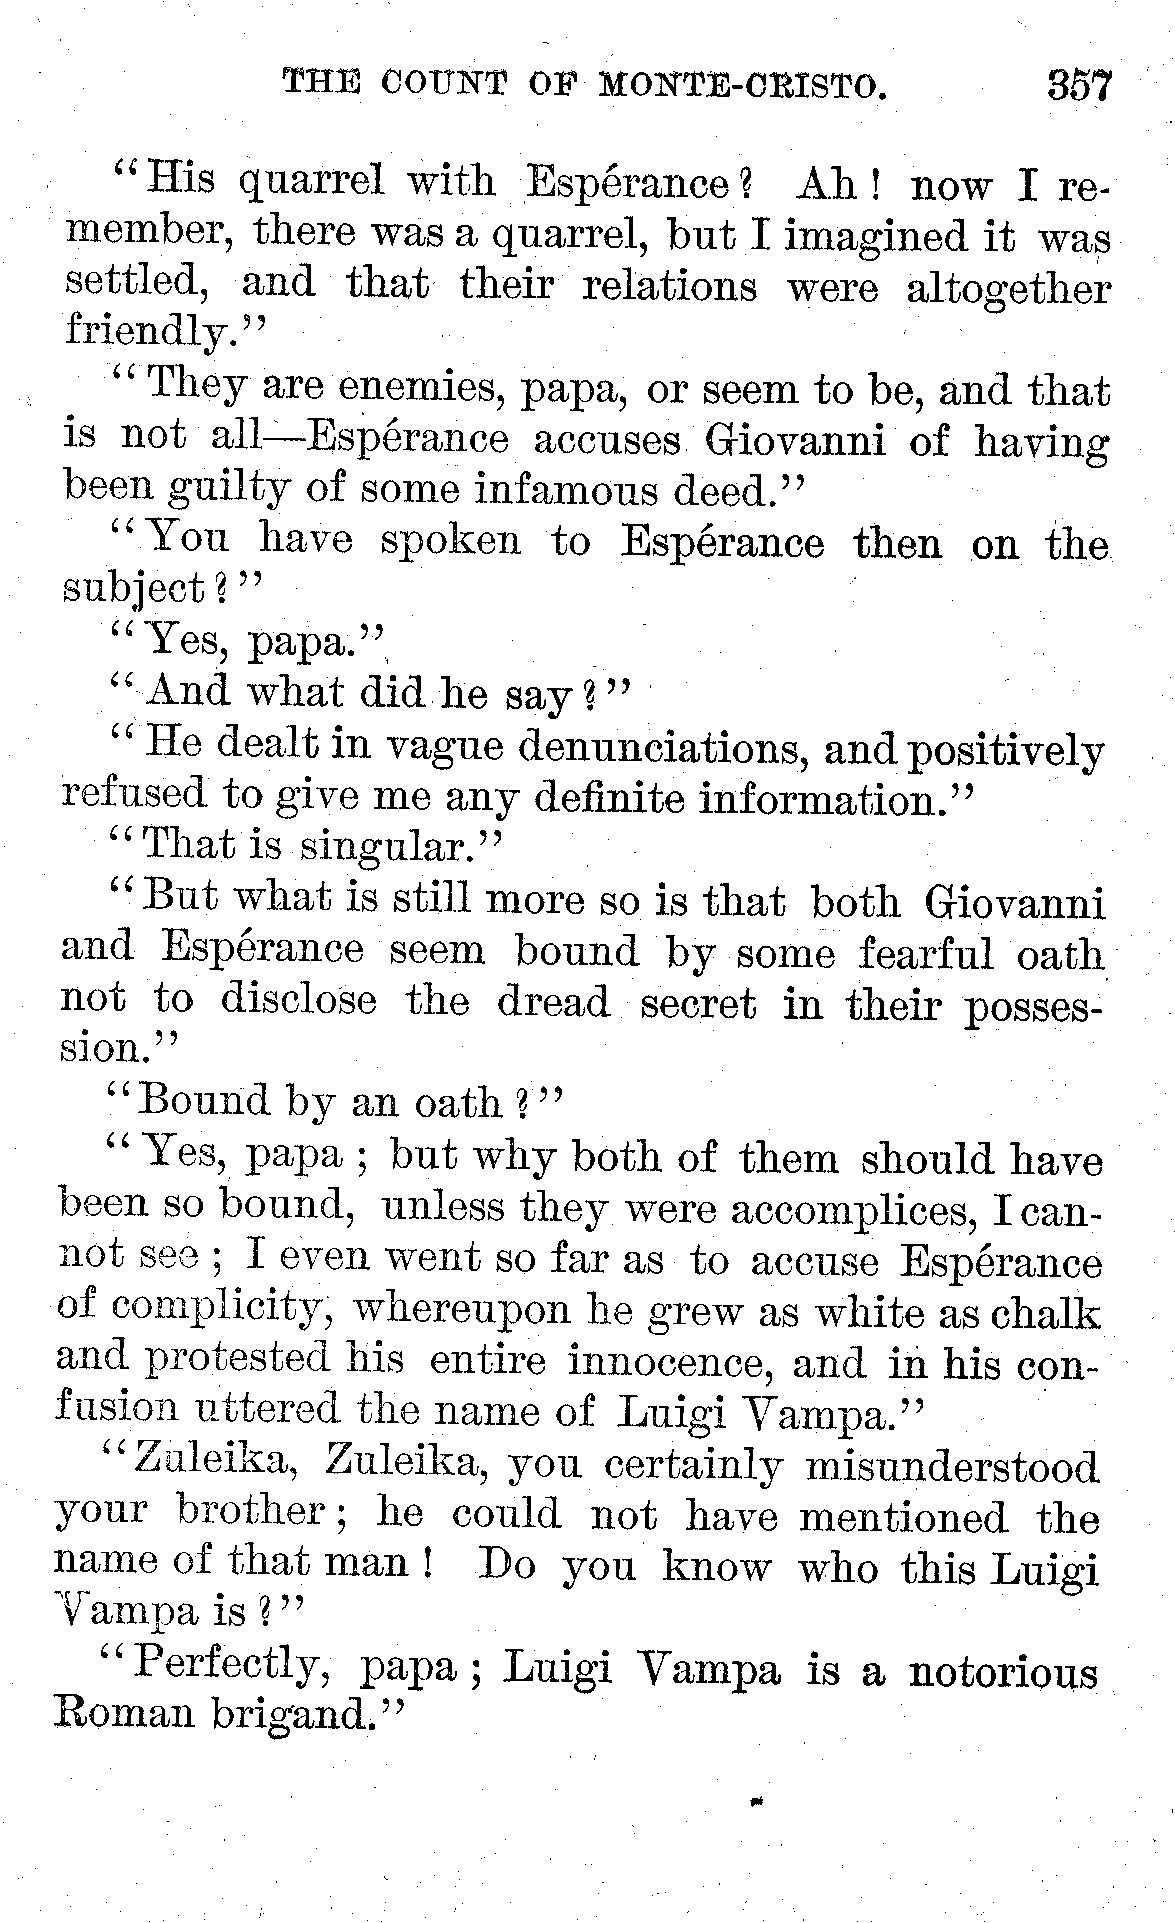 THE COUNT OF MONTE-CRISTO. 357
"His quarrel with Espérance? Ah! now I re-
member, there was a quarrel, but I imagined it was
settled, and that their relations were altogether
friendly."
"They are enemies, papa, or seem to be, and that
is not all—Espérance accuses Giovanni of having
been guilty of some infamous deed."
"You have spoken to Espérance then on the
subject?"
"Yes, papa."
"And what did he say?"
"He dealt in vague denunciations, and positively
refused to give me any definite information."
"That is singular."
"But what is still more so is that both Giovanni
and Espérance seem bound by some fearful oath
not to disclose the dread secret in their posses-
sion."
"Bound by an oath?"
"Yes, papa; but why both of them should have
been so bound, unless they were accomplices, I can-
not see; I even went so far as to accuse Espérance
of complicity, whereupon he grew as white as chalk
and protested his entire innocence, and in his con-
fusion uttered the name of Luigi Vampa."
"Zuleika, Zuleika, you certainly misunderstood
your brother; he could not have mentioned the
name of that man! Do you know who this Luigi
Vampa is?"
"Perfectly, papa; Luigi Vampa is a notorious
Roman brigand."